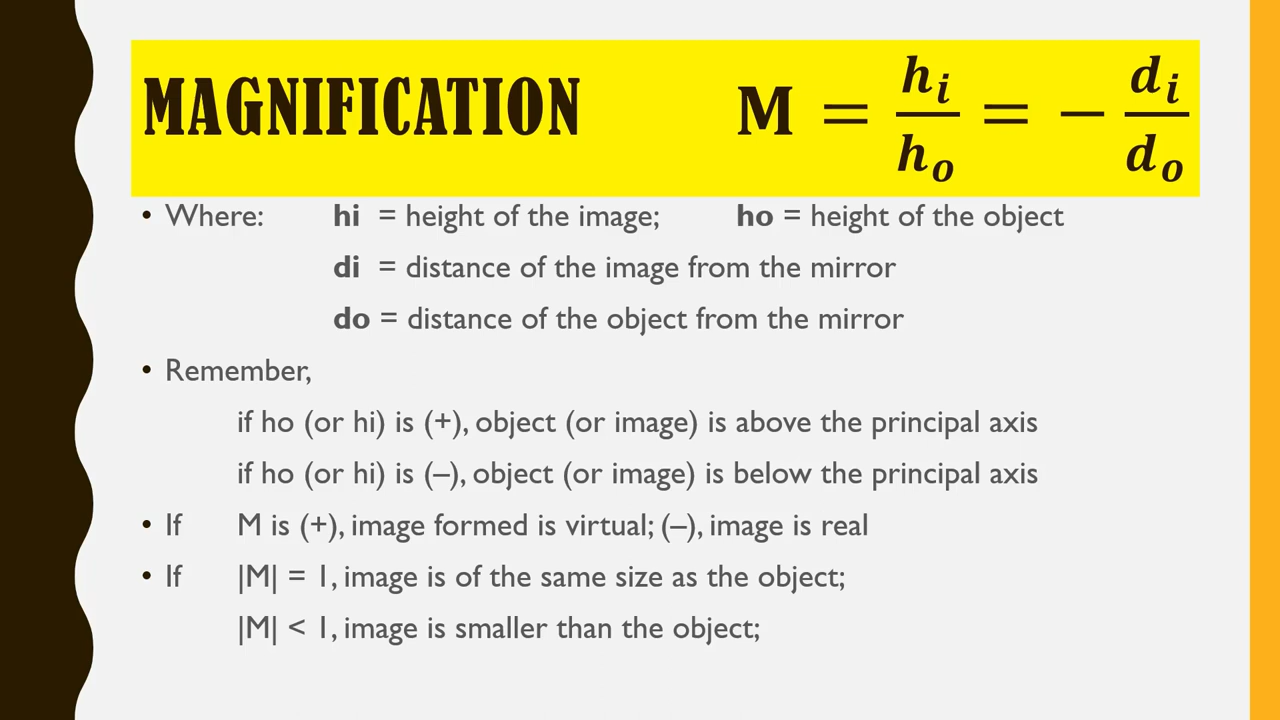 MAGNIFICATION M = hᵢ/hₒ = − dᵢ/dₒ
• Where: hi = height of the image; ho = height of the object
di = distance of the image from the mirror
do = distance of the object from the mirror
• Remember,
if ho (or hi) is (+), object (or image) is above the principal axis
if ho (or hi) is (–), object (or image) is below the principal axis
• If M is (+), image formed is virtual; (–), image is real
• If |M| = 1, image is of the same size as the object;
|M| < 1, image is smaller than the object;